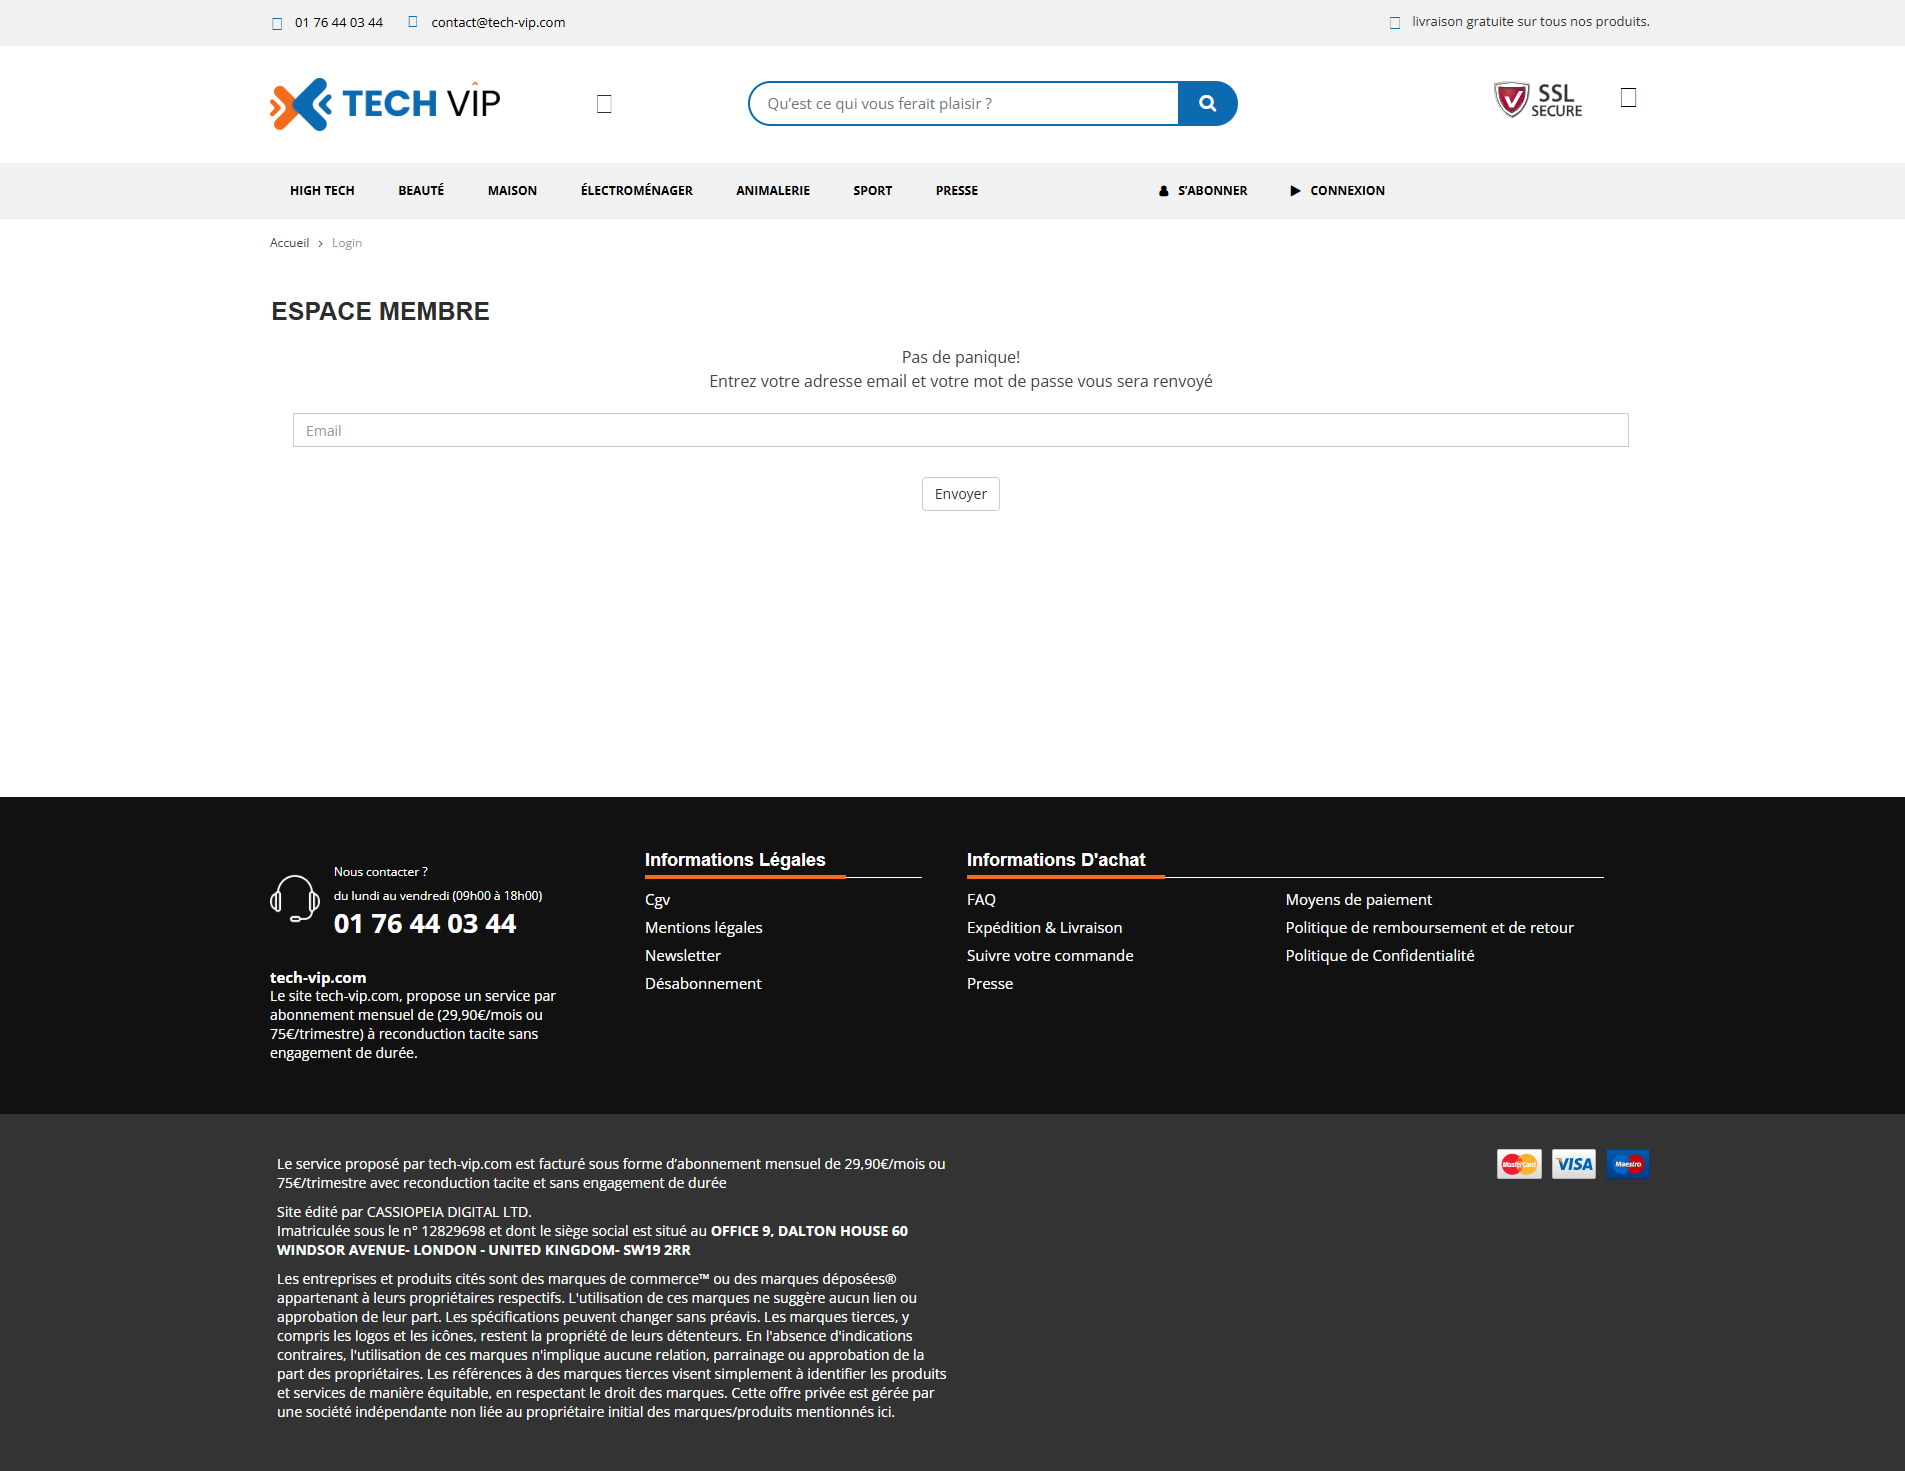 01 76 44 03 44
contact@tech-vip.com
livraison gratuite sur tous nos produits.
TECH VIP
Qu’est ce qui vous ferait plaisir ?
SSL
SECURE
HIGH TECH
BEAUTÉ
MAISON
ÉLECTROMÉNAGER
ANIMALERIE
SPORT
PRESSE
S’ABONNER
CONNEXION
Accueil > Login
ESPACE MEMBRE
Pas de panique!
Entrez votre adresse email et votre mot de passe vous sera renvoyé
Email
Envoyer
Nous contacter ?
du lundi au vendredi (09h00 à 18h00)
01 76 44 03 44
tech-vip.com
Le site tech-vip.com, propose un service par
abonnement mensuel de (29,90€/mois ou
75€/trimestre) à reconduction tacite sans
engagement de durée.
Informations Légales
Cgv
Mentions légales
Newsletter
Désabonnement
Informations D'achat
FAQ
Expédition & Livraison
Suivre votre commande
Presse
Moyens de paiement
Politique de remboursement et de retour
Politique de Confidentialité
Le service proposé par tech-vip.com est facturé sous forme d’abonnement mensuel de 29,90€/mois ou
75€/trimestre avec reconduction tacite et sans engagement de durée
Site édité par CASSIOPEIA DIGITAL LTD.
Imatriculée sous le n° 12829698 et dont le siège social est situé au OFFICE 9, DALTON HOUSE 60
WINDSOR AVENUE- LONDON - UNITED KINGDOM- SW19 2RR
Les entreprises et produits cités sont des marques de commerce™ ou des marques déposées®
appartenant à leurs propriétaires respectifs. L'utilisation de ces marques ne suggère aucun lien ou
approbation de leur part. Les spécifications peuvent changer sans préavis. Les marques tierces, y
compris les logos et les icônes, restent la propriété de leurs détenteurs. En l'absence d'indications
contraires, l'utilisation de ces marques n'implique aucune relation, parrainage ou approbation de la
part des propriétaires. Les références à des marques tierces visent simplement à identifier les produits
et services de manière équitable, en respectant le droit des marques. Cette offre privée est gérée par
une société indépendante non liée au propriétaire initial des marques/produits mentionnés ici.
MasterCard
VISA
Maestro